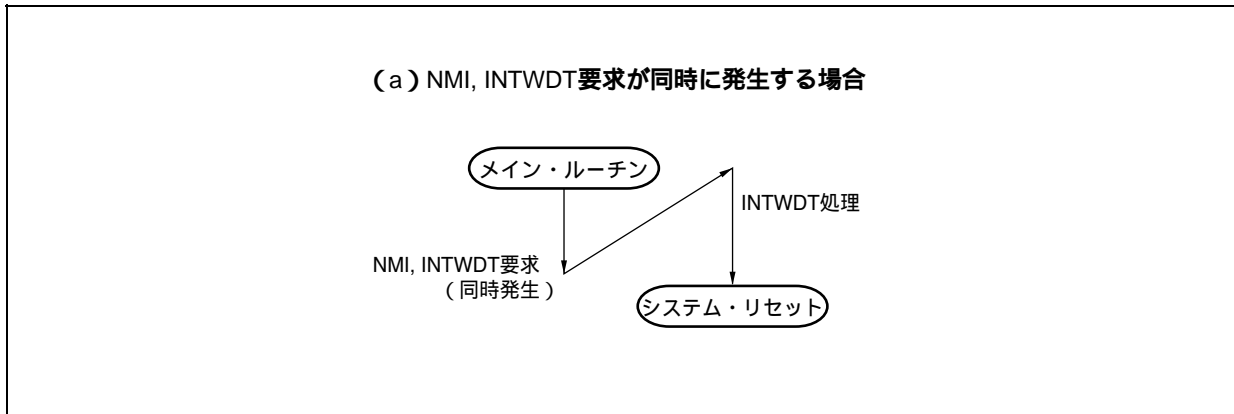 （a）NMI, INTWDT要求が同時に発生する場合
メイン・ルーチン
INTWDT処理
NMI, INTWDT要求
（同時発生）
システム・リセット